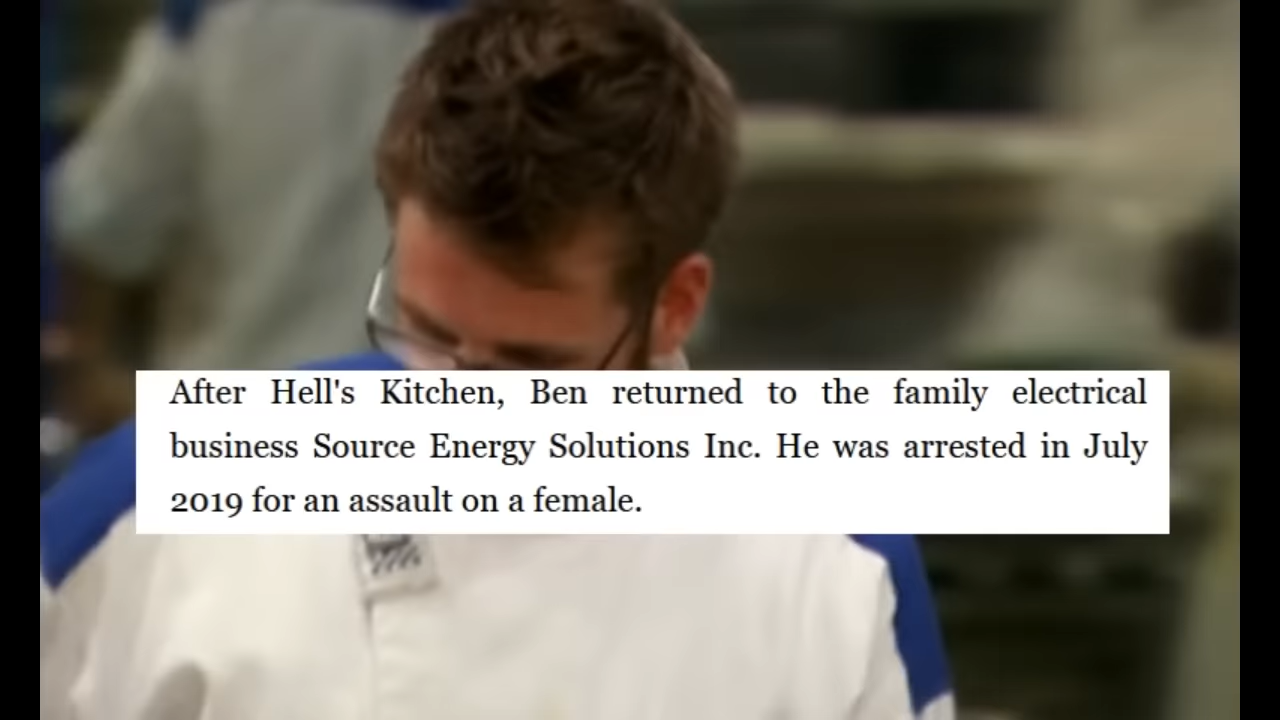 After Hell's Kitchen, Ben returned to the family electrical
business Source Energy Solutions Inc. He was arrested in July
2019 for an assault on a female.